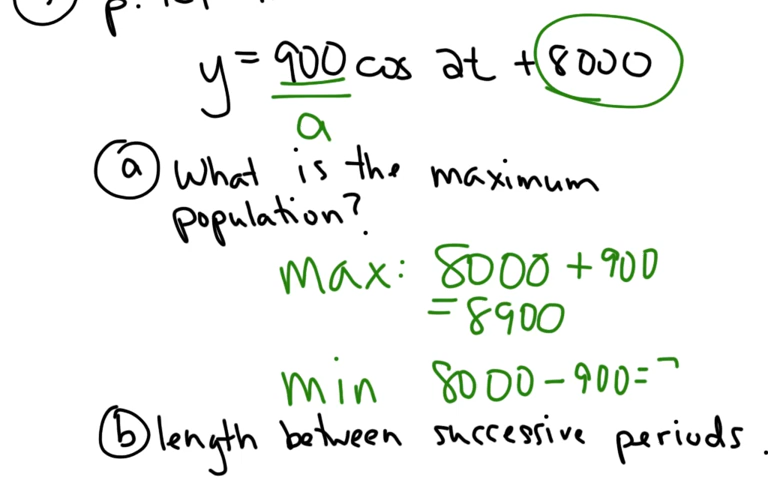 y = 900 cos 2t + 8000
a
(a) What is the maximum
population?
max: 8000 + 900
= 8900
min 8000 - 900 =
(b) length between successive periods.